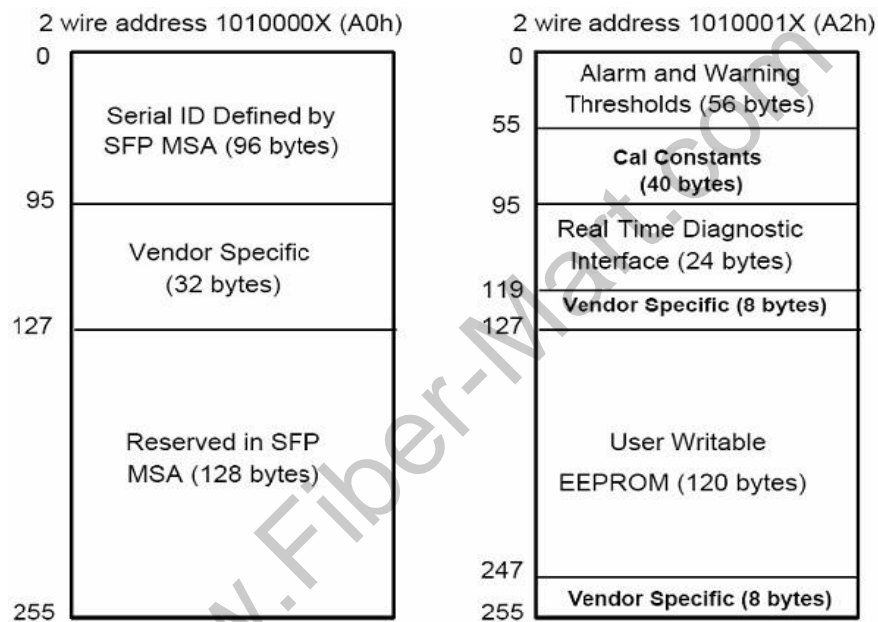 2 wire address 1010000X (A0h)
0
Serial ID Defined by
SFP MSA (96 bytes)
95
Vendor Specific
(32 bytes)
127
Reserved in SFP
MSA (128 bytes)
255
2 wire address 1010001X (A2h)
0
Alarm and Warning
Thresholds (56 bytes)
55
Cal Constants
(40 bytes)
95
Real Time Diagnostic
Interface (24 bytes)
119
Vendor Specific (8 bytes)
127
User Writable
EEPROM (120 bytes)
247
Vendor Specific (8 bytes)
255
w.Fiber-Mart.com